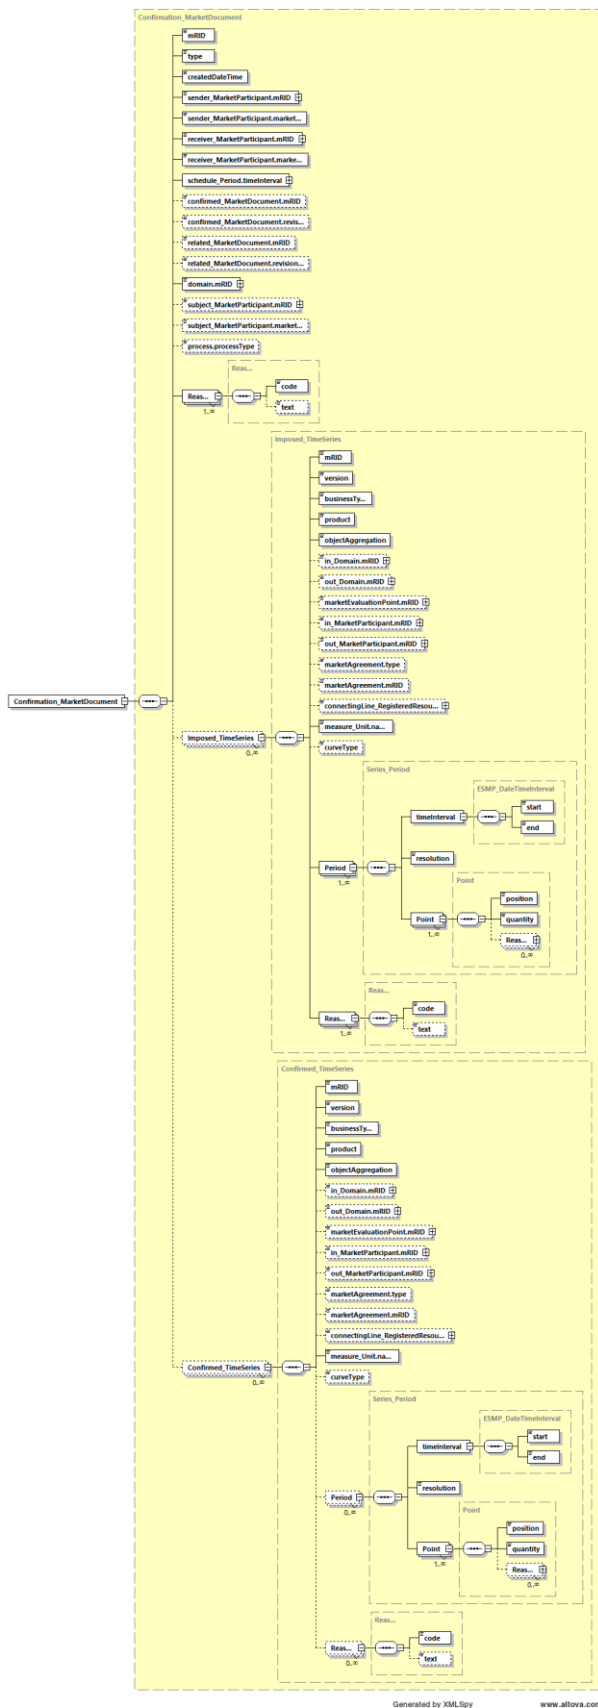 Confirmation_MarketDocument
mRID
type
createdDateTime
sender_MarketParticipant.mRID
sender_MarketParticipant.market...
receiver_MarketParticipant.mRID
receiver_MarketParticipant.marke...
schedule_Period.timeInterval
confirmed_MarketDocument.mRID
confirmed_MarketDocument.revis...
related_MarketDocument.mRID
related_MarketDocument.revision...
domain.mRID
subject_MarketParticipant.mRID
subject_MarketParticipant.market...
process.processType
Reas...
Reas...
1..∞
code
text
Imposed_TimeSeries
mRID
version
businessTy...
product
objectAggregation
in_Domain.mRID
out_Domain.mRID
marketEvaluationPoint.mRID
in_MarketParticipant.mRID
out_MarketParticipant.mRID
marketAgreement.type
marketAgreement.mRID
connectingLine_RegisteredResou...
Confirmation_MarketDocument
measure_Unit.na...
Imposed_TimeSeries
0..∞
curveType
Series_Period
ESMP_DateTimeInterval
timeInterval
start
end
resolution
Period
1..∞
Point
position
Point
1..∞
quantity
Reas...
0..∞
Reas...
Reas...
1..∞
code
text
Confirmed_TimeSeries
mRID
version
businessTy...
product
objectAggregation
in_Domain.mRID
out_Domain.mRID
marketEvaluationPoint.mRID
in_MarketParticipant.mRID
out_MarketParticipant.mRID
marketAgreement.type
marketAgreement.mRID
connectingLine_RegisteredResou...
measure_Unit.na...
Confirmed_TimeSeries
0..∞
curveType
Series_Period
ESMP_DateTimeInterval
timeInterval
start
end
resolution
Period
0..∞
Point
position
Point
1..∞
quantity
Reas...
0..∞
Reas...
Reas...
0..∞
code
text
Generated by XMLSpy
www.altova.com